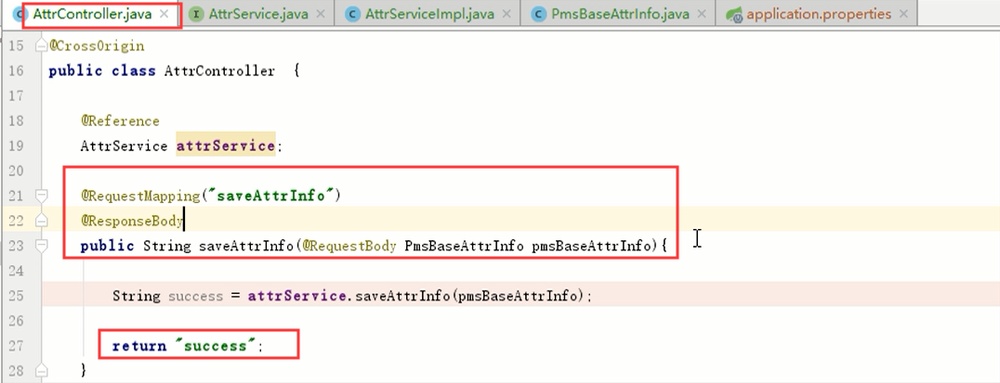 AttrController.java × AttrService.java × AttrServiceImpl.java × PmsBaseAttrInfo.java × application.properties ×
15 @CrossOrigin
16 public class AttrController {
17
18 @Reference
19 AttrService attrService;
20
21 @RequestMapping("saveAttrInfo")
22 @ResponseBody
23 public String saveAttrInfo(@RequestBody PmsBaseAttrInfo pmsBaseAttrInfo){
24
25 String success = attrService.saveAttrInfo(pmsBaseAttrInfo);
26
27 return "success";
28 }